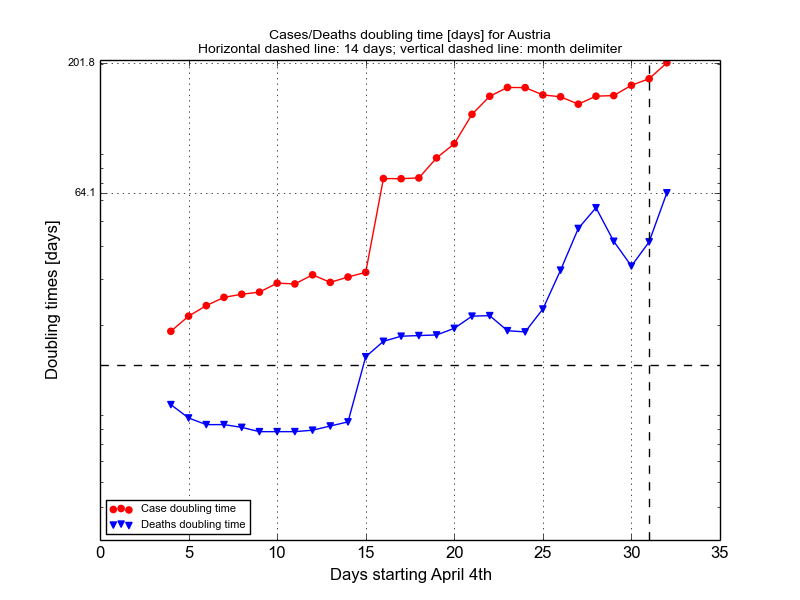 Cases/Deaths doubling time [days] for Austria
Horizontal dashed line: 14 days; vertical dashed line: month delimiter
201.8
64.1
Doubling times [days]
Case doubling time
Deaths doubling time
0 5 10 15 20 25 30 35
Days starting April 4th